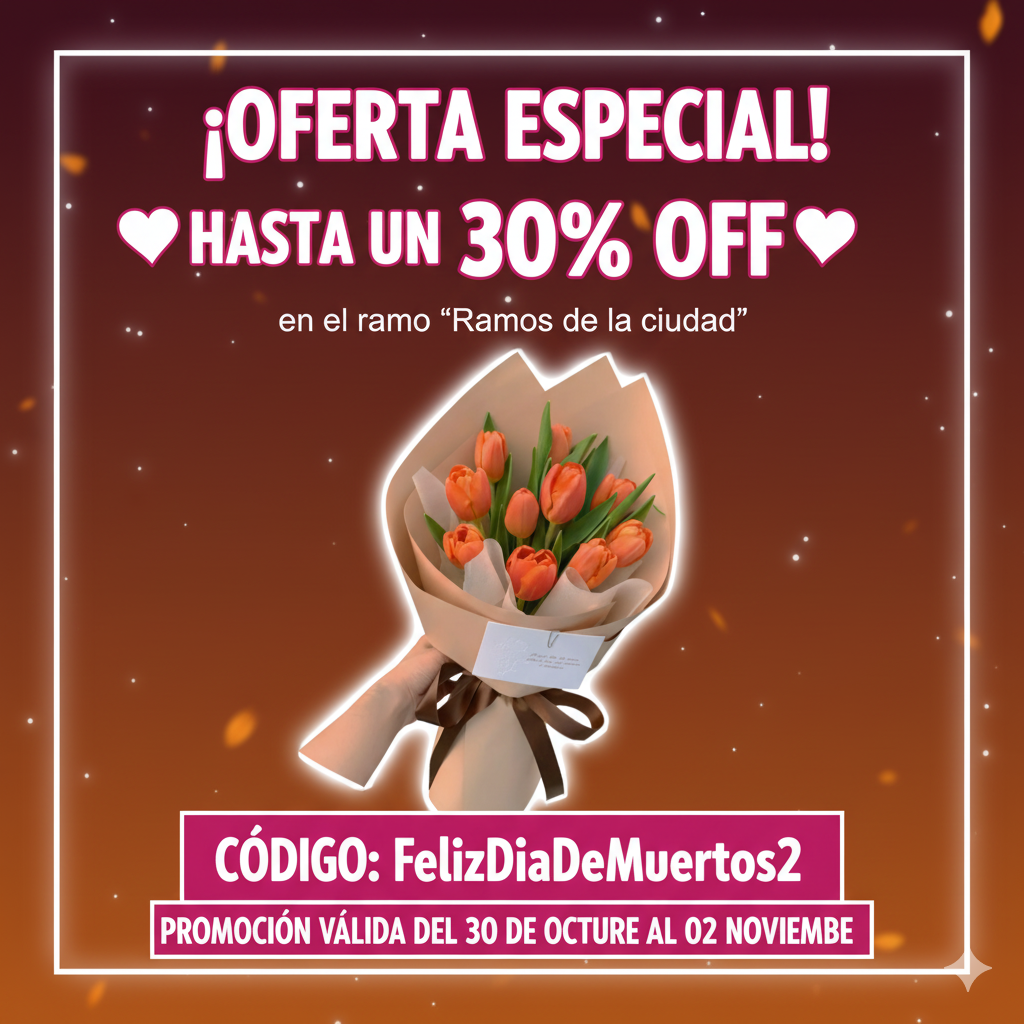 ¡OFERTA ESPECIAL!
HASTA UN 30% OFF
en el ramo “Ramos de la ciudad”
CÓDIGO: FelizDiaDeMuertos2
PROMOCIÓN VÁLIDA DEL 30 DE OCTURE AL 02 NOVIEMBE